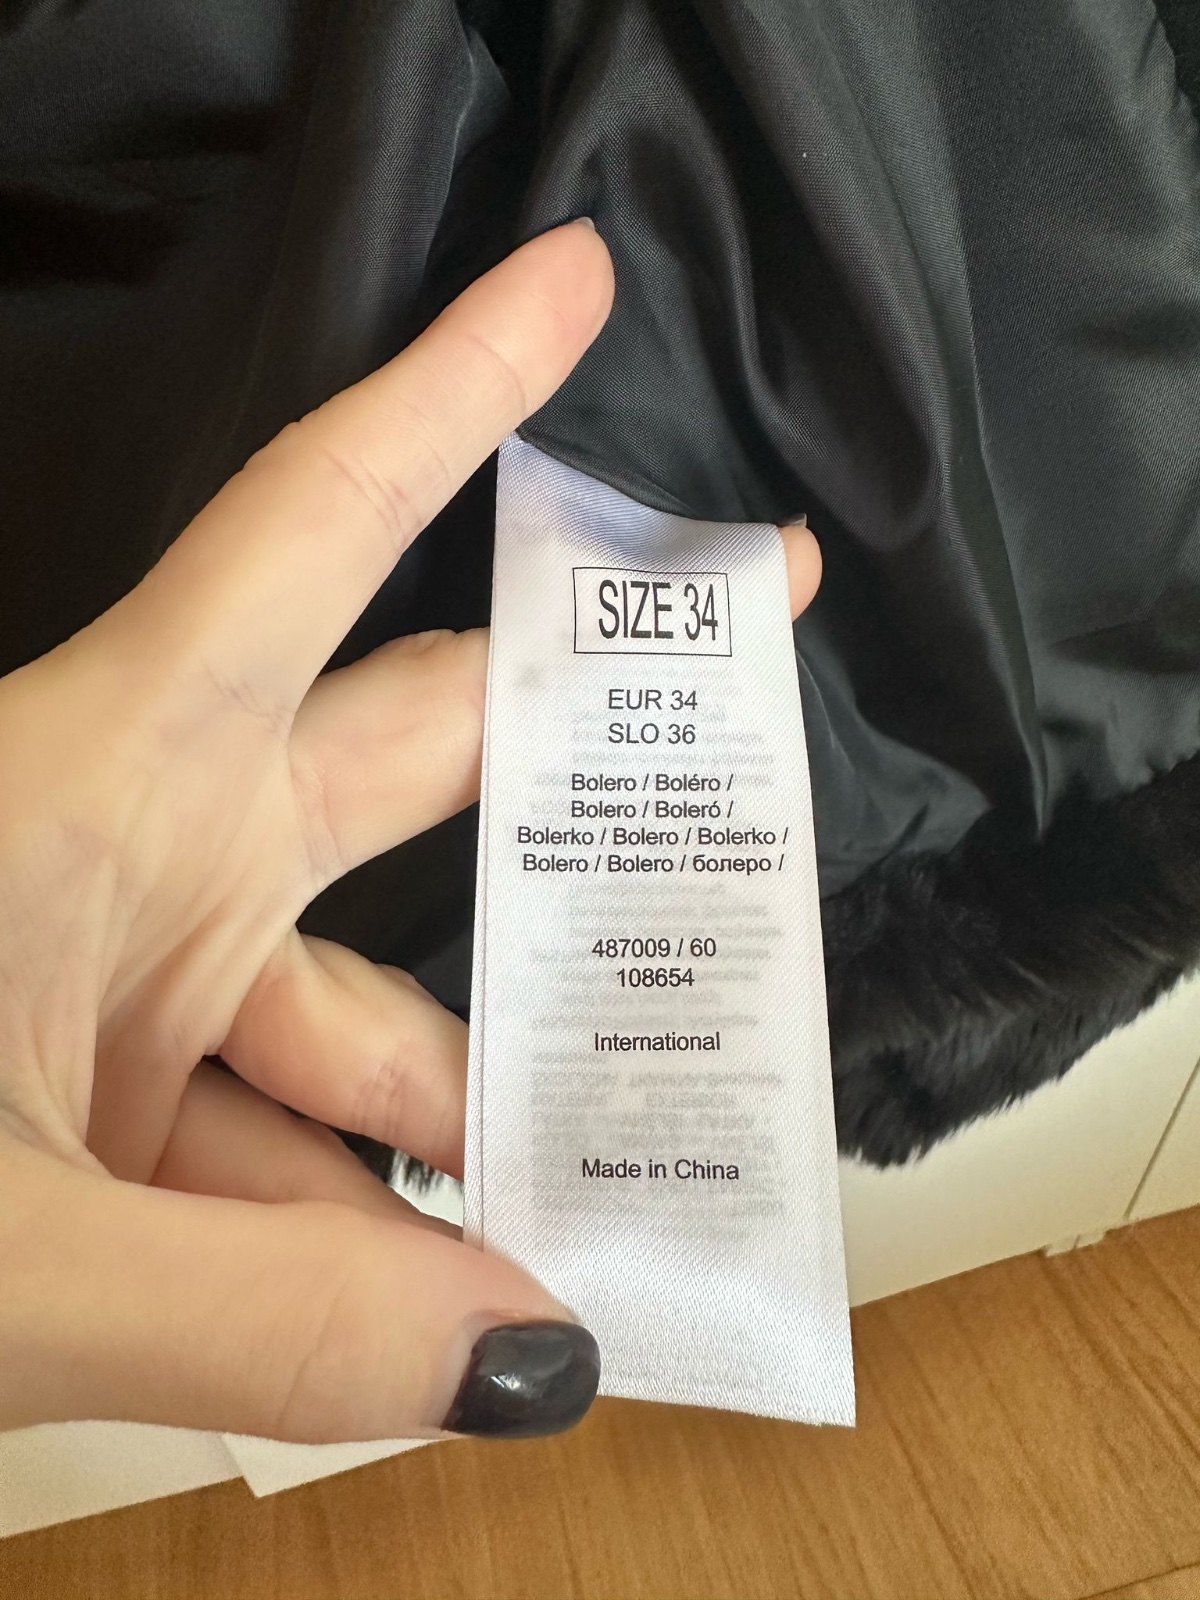 SIZE 34
EUR 34
SLO 36
Bolero / Boléro /
Bolero / Boleró /
Bolerko / Bolero / Bolerko /
Bolero / Bolero / болеро /
487009 / 60
108654
International
Made in China